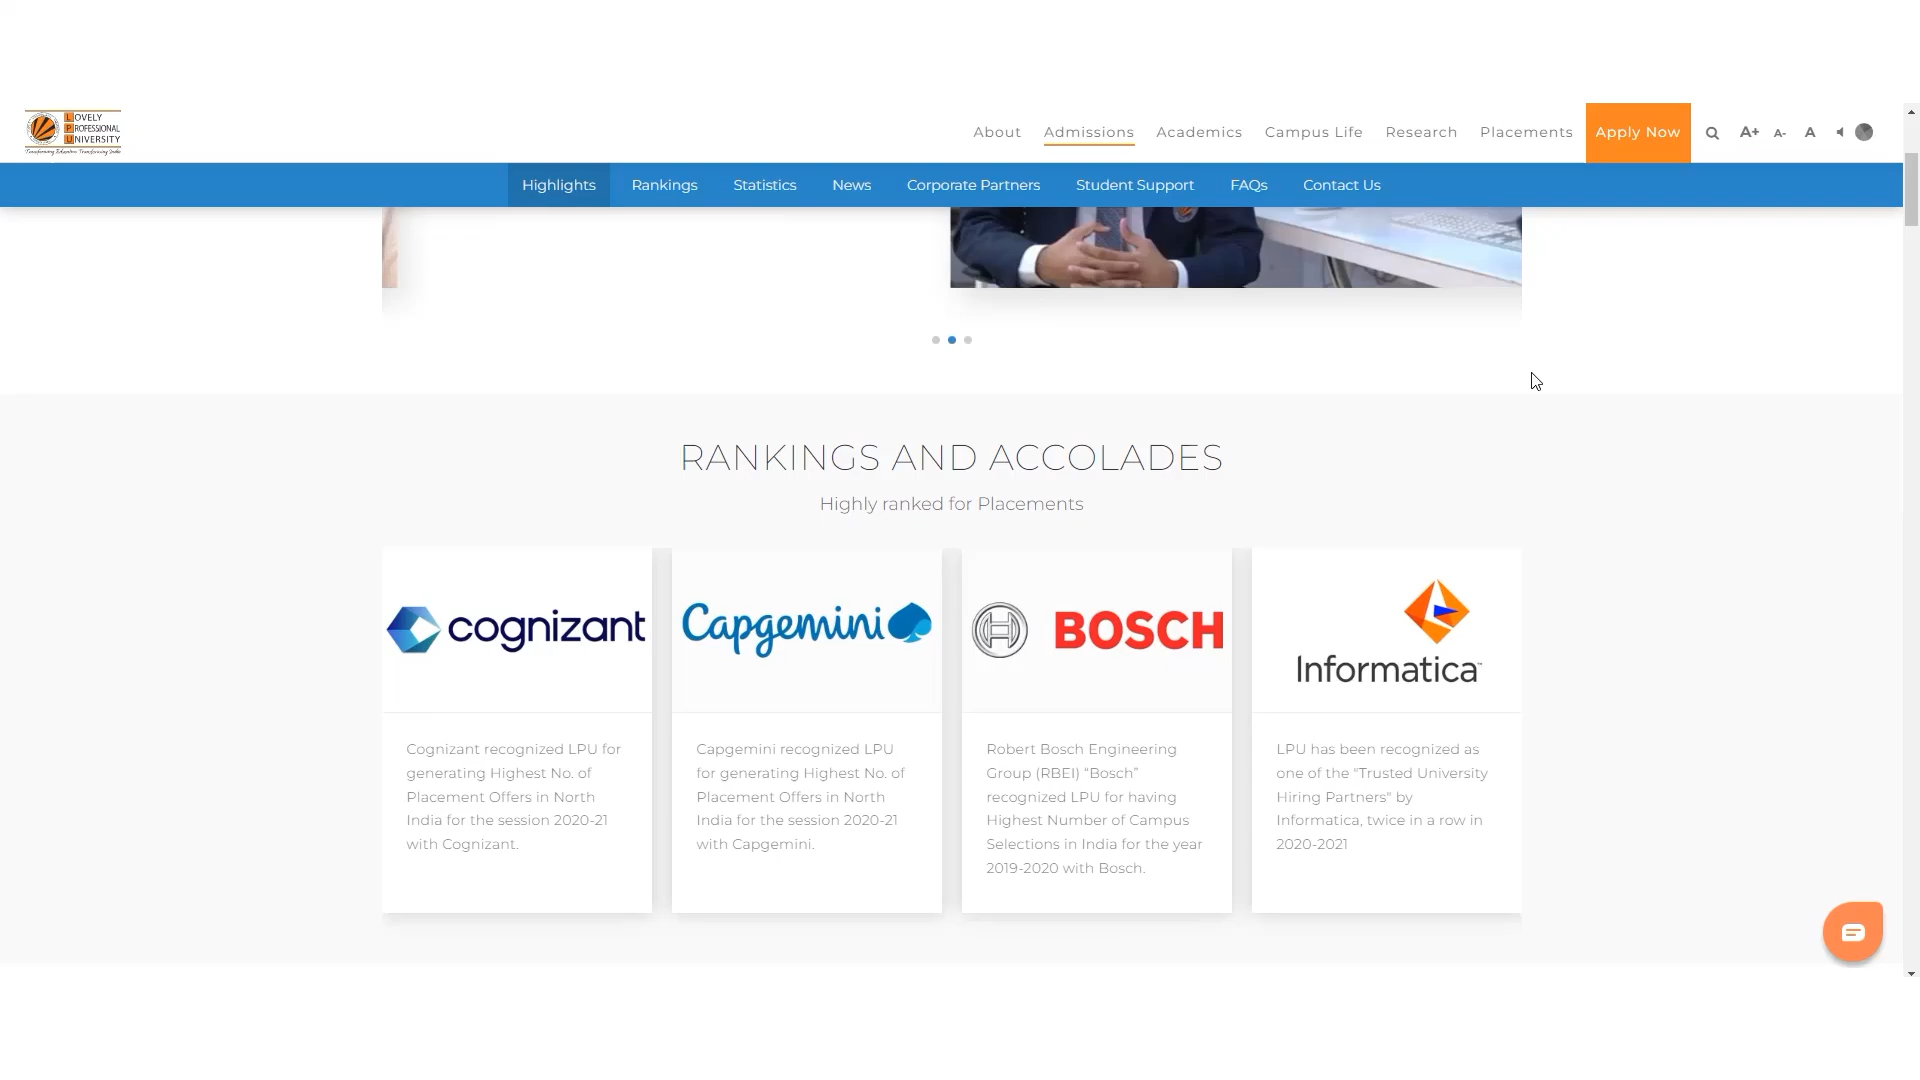 LOVELY
PROFESSIONAL
UNIVERSITY
Transforming Education Transforming India
About Admissions Academics Campus Life Research Placements Apply Now A+ A- A
Highlights Rankings Statistics News Corporate Partners Student Support FAQs Contact Us
RANKINGS AND ACCOLADES
Highly ranked for Placements
cognizant
Cognizant recognized LPU for
generating Highest No. of
Placement Offers in North
India for the session 2020-21
with Cognizant.
Capgemini
Capgemini recognized LPU
for generating Highest No. of
Placement Offers in North
India for the session 2020-21
with Capgemini.
BOSCH
Robert Bosch Engineering
Group (RBEI) “Bosch”
recognized LPU for having
Highest Number of Campus
Selections in India for the year
2019-2020 with Bosch.
Informatica
LPU has been recognized as
one of the "Trusted University
Hiring Partners" by
Informatica, twice in a row in
2020-2021